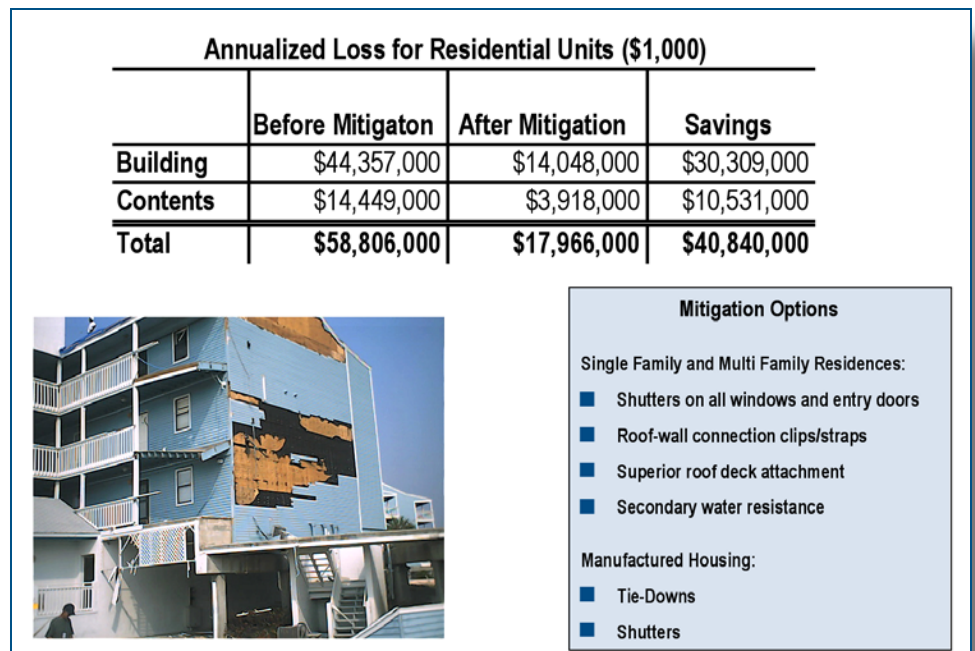 Annualized Loss for Residential Units ($1,000)
Before Mitigaton After Mitigation Savings
Building $44,357,000 $14,048,000 $30,309,000
Contents $14,449,000 $3,918,000 $10,531,000
Total $58,806,000 $17,966,000 $40,840,000
Mitigation Options
Single Family and Multi Family Residences:
Shutters on all windows and entry doors
Roof-wall connection clips/straps
Superior roof deck attachment
Secondary water resistance
Manufactured Housing:
Tie-Downs
Shutters